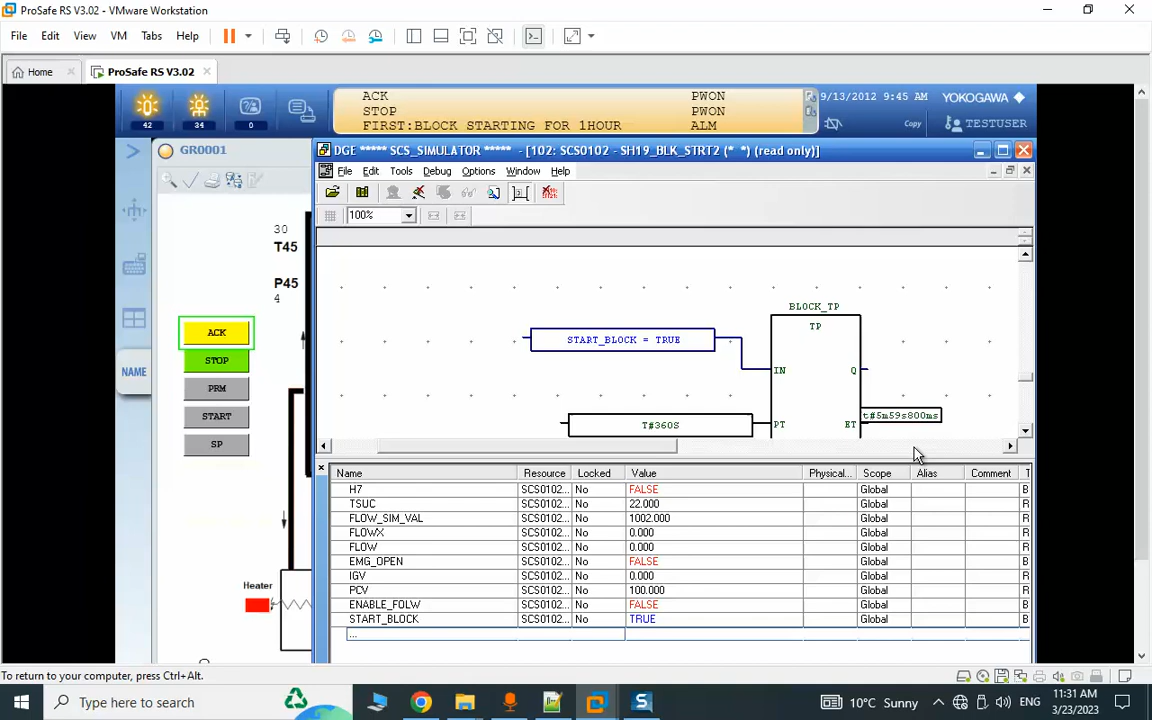 ProSafe RS V3.02 - VMware Workstation
File Edit View VM Tabs Help
Home ProSafe RS V3.02
42 34 0
ACK PWON
STOP PWON
FIRST:BLOCK STARTING FOR 1HOUR ALM
9/13/2012 9:45 AM YOKOGAWA
Copy TESTUSER
GR0001
DGE ***** SCS_SIMULATOR ***** - [102: SCS0102 - SH19_BLK_STRT2 (* *) (read only)]
File Edit Tools Debug Options Window Help
100%
30
T45
P45
4
ACK
STOP
PRM
START
SP
NAME
Heater
BLOCK_TP
TP
START_BLOCK = TRUE
IN Q
t#5m59s800ms
T#360S
PT ET
Name Resource Locked Value Physical... Scope Alias Comment T
H7 SCS0102... No FALSE Global B
TSUC SCS0102... No 22.000 Global R
FLOW_SIM_VAL SCS0102... No 1002.000 Global R
FLOWX SCS0102... No 0.000 Global R
FLOW SCS0102... No 0.000 Global R
EMG_OPEN SCS0102... No FALSE Global B
IGV SCS0102... No 0.000 Global R
PCV SCS0102... No 100.000 Global R
ENABLE_FOLW SCS0102... No FALSE Global B
START_BLOCK SCS0102... No TRUE Global B
...
To return to your computer, press Ctrl+Alt.
Type here to search
10°C Sunny
ENG
11:31 AM
3/23/2023